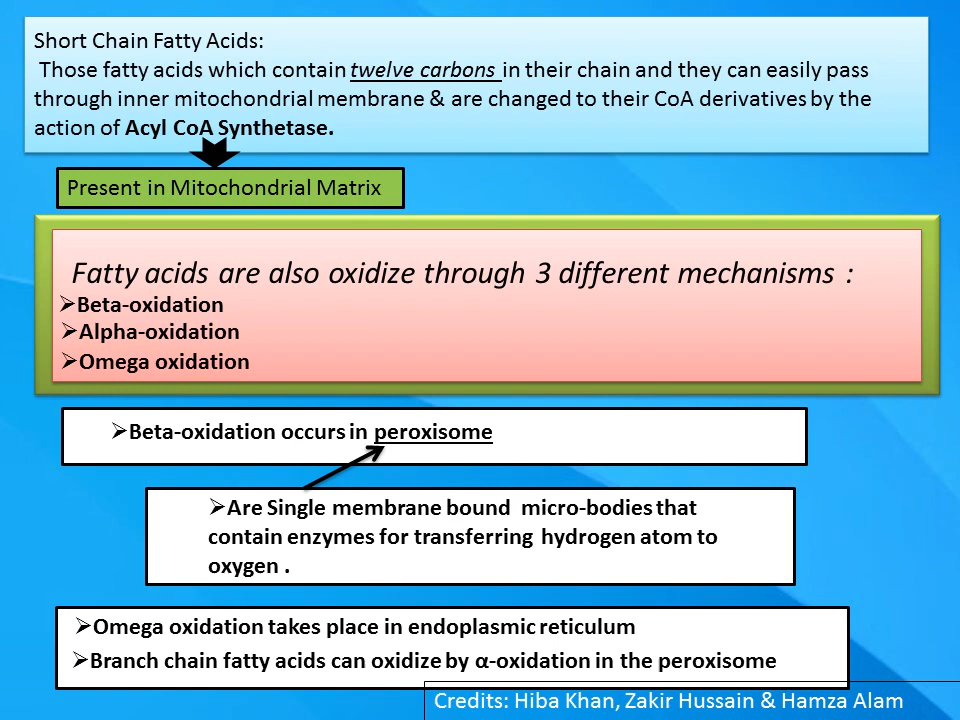 Short Chain Fatty Acids:
Those fatty acids which contain twelve carbons in their chain and they can easily pass
through inner mitochondrial membrane & are changed to their CoA derivatives by the
action of Acyl CoA Synthetase.
Present in Mitochondrial Matrix
Fatty acids are also oxidize through 3 different mechanisms :
➢Beta-oxidation
➢Alpha-oxidation
➢Omega oxidation
➢Beta-oxidation occurs in peroxisome
➢Are Single membrane bound micro-bodies that
contain enzymes for transferring hydrogen atom to
oxygen .
➢Omega oxidation takes place in endoplasmic reticulum
➢Branch chain fatty acids can oxidize by α-oxidation in the peroxisome
Credits: Hiba Khan, Zakir Hussain & Hamza Alam